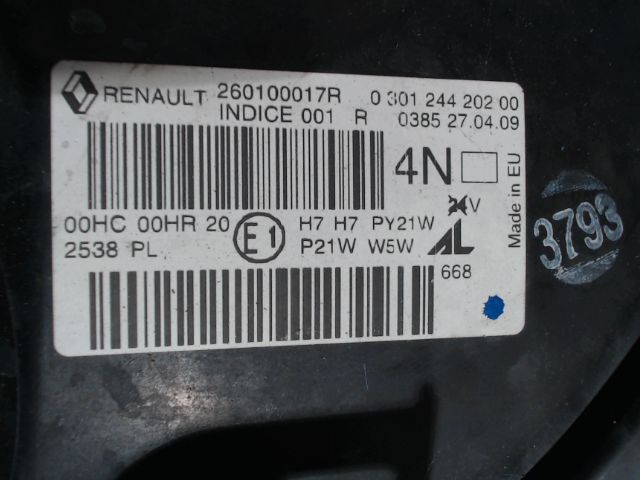 RENAULT 260100017R 0 301 244 202 00
INDICE 001 R 0385 27.04.09
4N
00HC 00HR 20 E1 H7 H7 PY21W V
2538 PL P21W W5W AL
668
Made in EU
3793